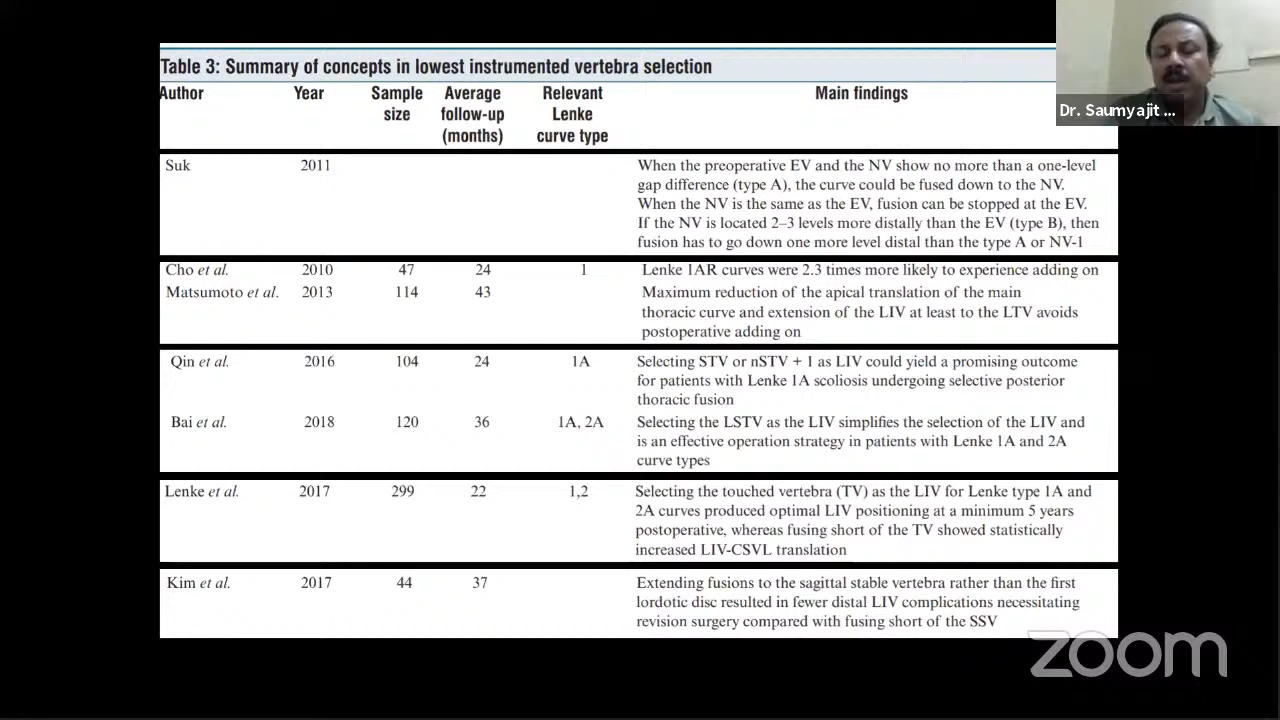 Table 3: Summary of concepts in lowest instrumented vertebra selection
Author Year Sample size Average follow-up (months) Relevant Lenke curve type Main findings
Suk 2011 When the preoperative EV and the NV show no more than a one-level
gap difference (type A), the curve could be fused down to the NV.
When the NV is the same as the EV, fusion can be stopped at the EV.
If the NV is located 2–3 levels more distally than the EV (type B), then
fusion has to go down one more level distal than the type A or NV-1
Cho et al. 2010 47 24 1 Lenke 1AR curves were 2.3 times more likely to experience adding on
Matsumoto et al. 2013 114 43 Maximum reduction of the apical translation of the main
thoracic curve and extension of the LIV at least to the LTV avoids
postoperative adding on
Qin et al. 2016 104 24 1A Selecting STV or nSTV + 1 as LIV could yield a promising outcome
for patients with Lenke 1A scoliosis undergoing selective posterior
thoracic fusion
Bai et al. 2018 120 36 1A, 2A Selecting the LSTV as the LIV simplifies the selection of the LIV and
is an effective operation strategy in patients with Lenke 1A and 2A
curve types
Lenke et al. 2017 299 22 1,2 Selecting the touched vertebra (TV) as the LIV for Lenke type 1A and
2A curves produced optimal LIV positioning at a minimum 5 years
postoperative, whereas fusing short of the TV showed statistically
increased LIV-CSVL translation
Kim et al. 2017 44 37 Extending fusions to the sagittal stable vertebra rather than the first
lordotic disc resulted in fewer distal LIV complications necessitating
revision surgery compared with fusing short of the SSV
Dr. Saumyajit ...
zoom